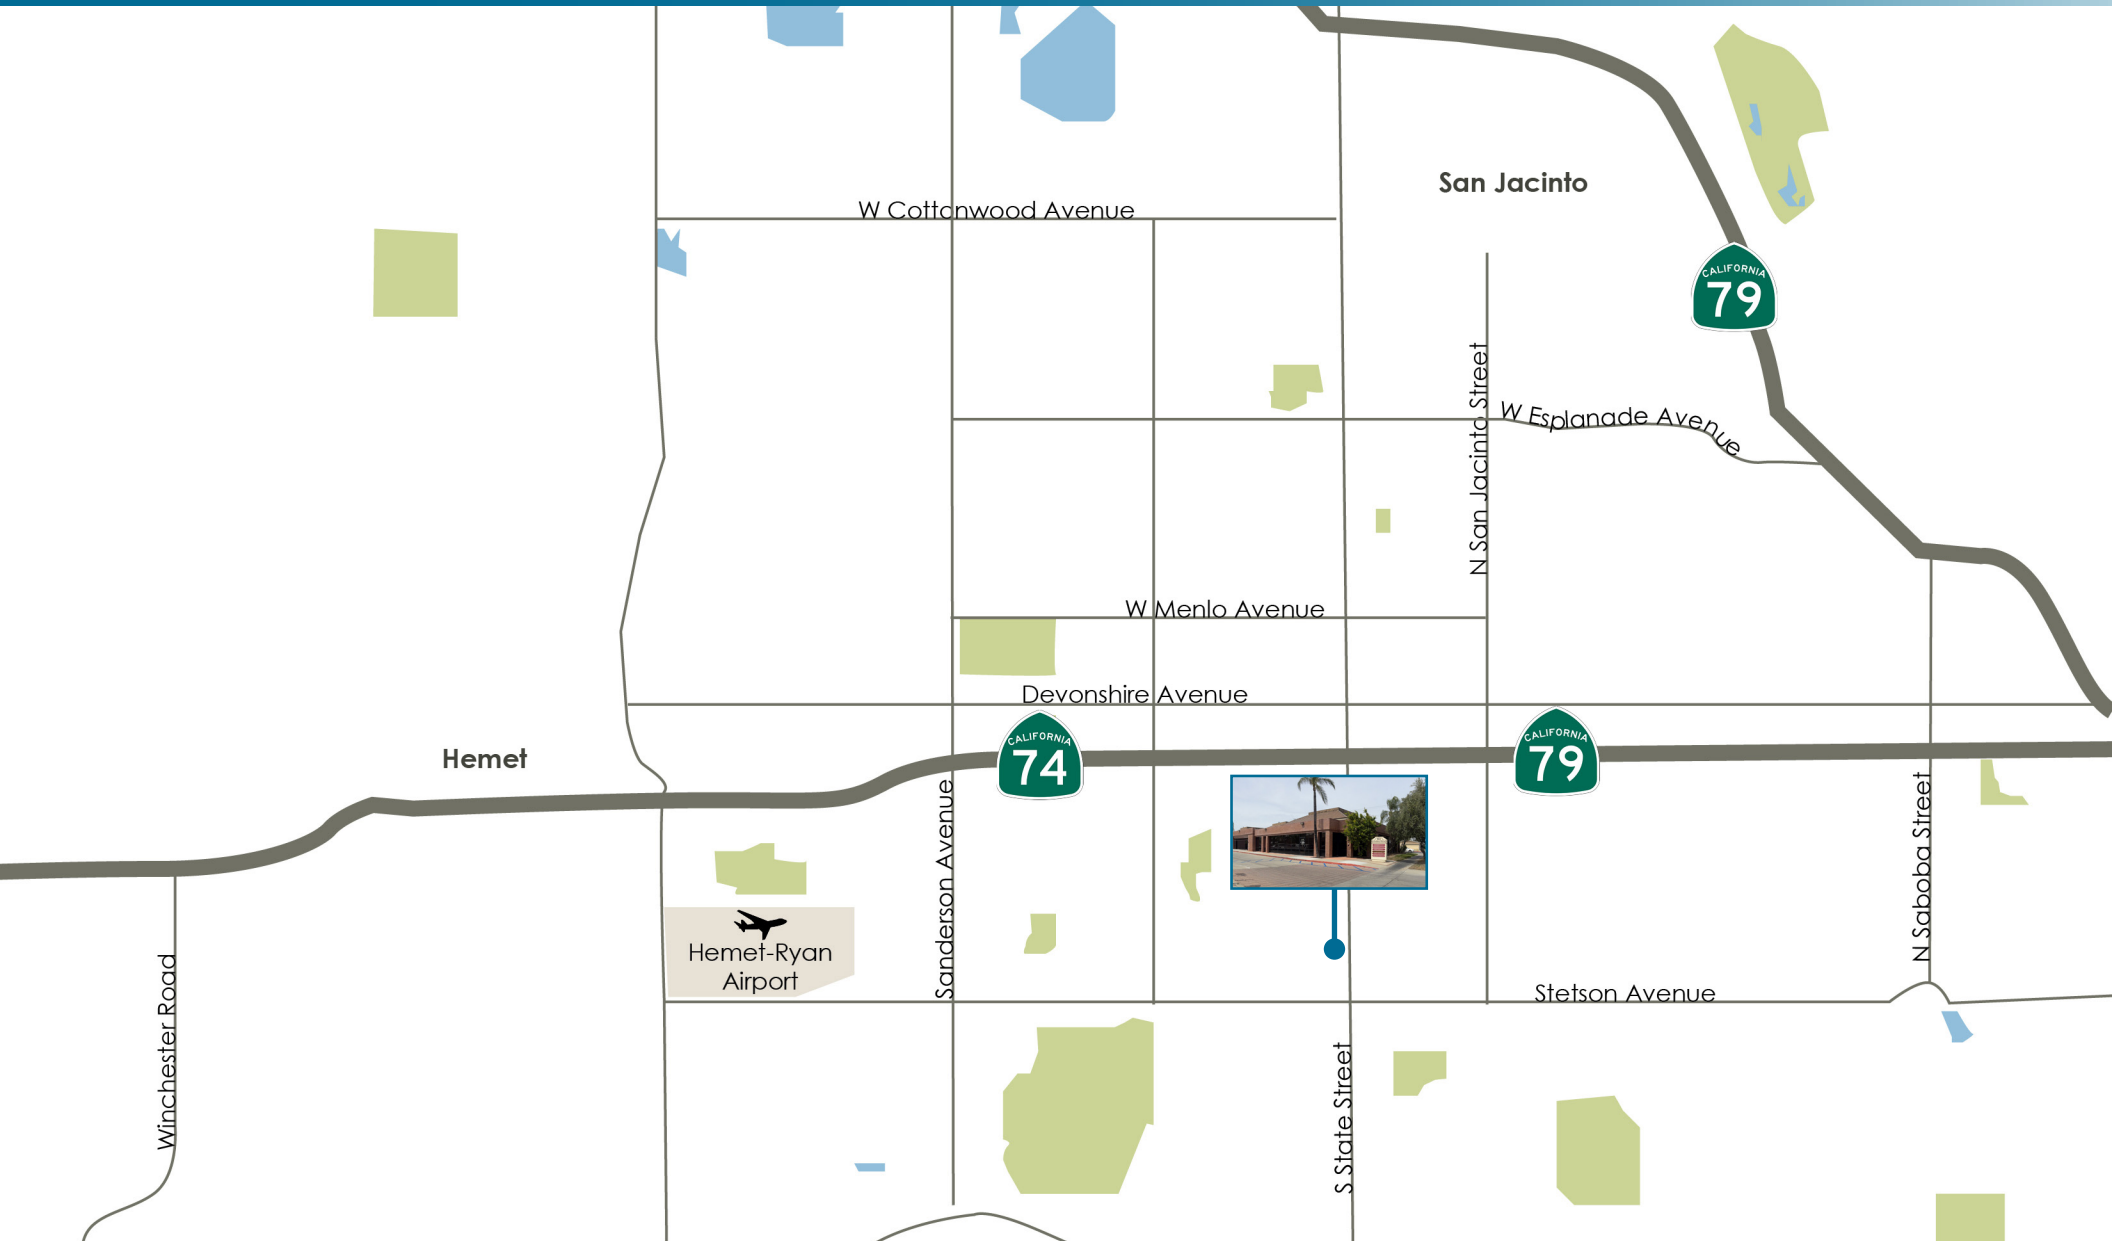 San Jacinto
W Cottonwood Avenue
CALIFORNIA
79
N San Jacinto Street
W Esplanade Avenue
W Menlo Avenue
Devonshire Avenue
CALIFORNIA
74
CALIFORNIA
79
Hemet
Sanderson Avenue
N Saboba Street
Hemet-Ryan
Airport
Winchester Road
Stetson Avenue
S State Street